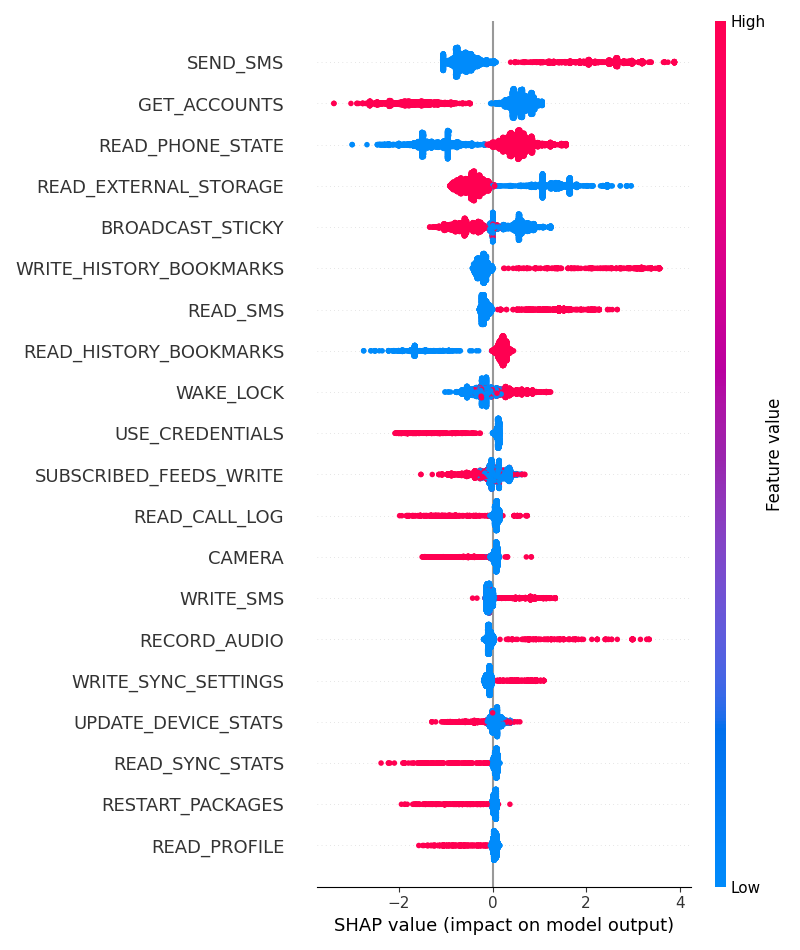 High
SEND_SMS
GET_ACCOUNTS
READ_PHONE_STATE
READ_EXTERNAL_STORAGE
BROADCAST_STICKY
WRITE_HISTORY_BOOKMARKS
READ_SMS
READ_HISTORY_BOOKMARKS
WAKE_LOCK
USE_CREDENTIALS
SUBSCRIBED_FEEDS_WRITE
READ_CALL_LOG
CAMERA
WRITE_SMS
RECORD_AUDIO
WRITE_SYNC_SETTINGS
UPDATE_DEVICE_STATS
READ_SYNC_STATS
RESTART_PACKAGES
READ_PROFILE
Feature value
Low
−2 0 2 4
SHAP value (impact on model output)